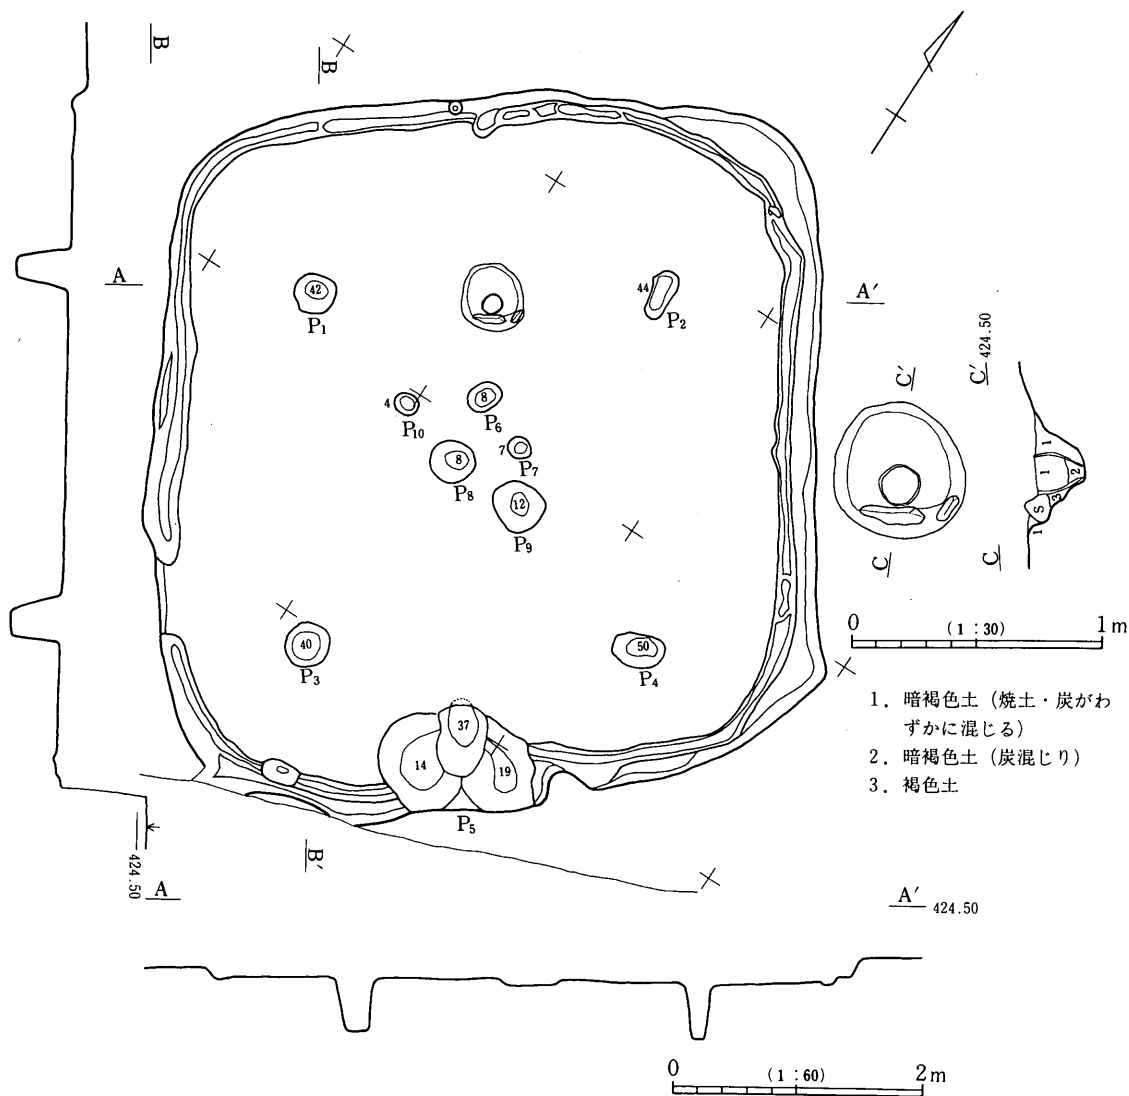 B
B
A
A′
42
P1
44
P2
4
P10
8
P6
7
P7
8
P8
12
P9
40
P3
50
P4
37
14
19
P5
B′
424.50
A
A′ 424.50
C′
C
C′ 424.50
C
1
1
2
3
S
1
0 (1：30) 1m
1. 暗褐色土（焼土・炭がわ
ずかに混じる）
2. 暗褐色土（炭混じり）
3. 褐色土
0 (1：60) 2m